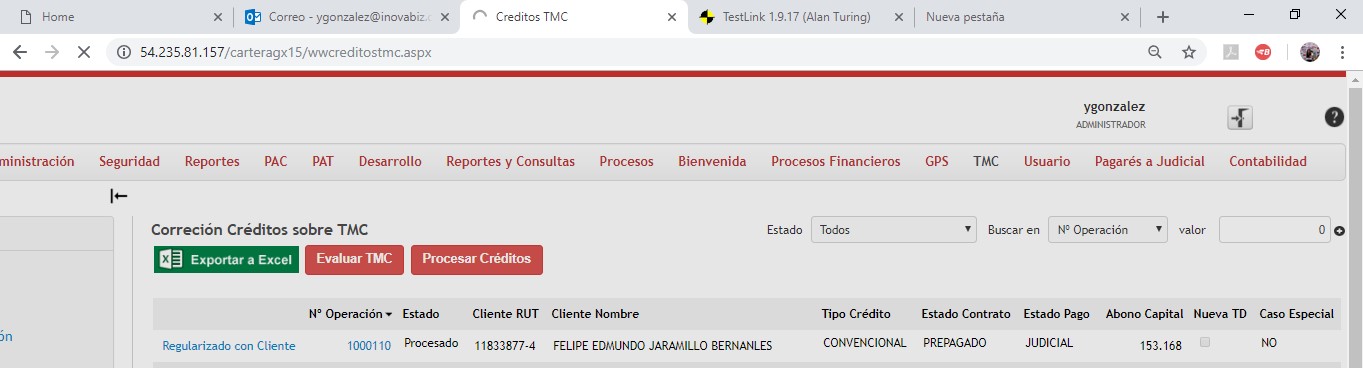 Home
Correo - ygonzalez@inovabiz.c
Creditos TMC
TestLink 1.9.17 (Alan Turing)
Nueva pestaña
54.235.81.157/carteragx15/wwcreditostmc.aspx
ygonzalez
ADMINISTRADOR
ministración Seguridad Reportes PAC PAT Desarrollo Reportes y Consultas Procesos Bienvenida Procesos Financieros GPS TMC Usuario Pagarés a Judicial Contabilidad
Correción Créditos sobre TMC
Estado Todos Buscar en Nº Operación valor 0
Exportar a Excel Evaluar TMC Procesar Créditos
Nº Operación Estado Cliente RUT Cliente Nombre Tipo Crédito Estado Contrato Estado Pago Abono Capital Nueva TD Caso Especial
ón
Regularizado con Cliente 1000110 Procesado 11833877-4 FELIPE EDMUNDO JARAMILLO BERNANLES CONVENCIONAL PREPAGADO JUDICIAL 153.168 NO